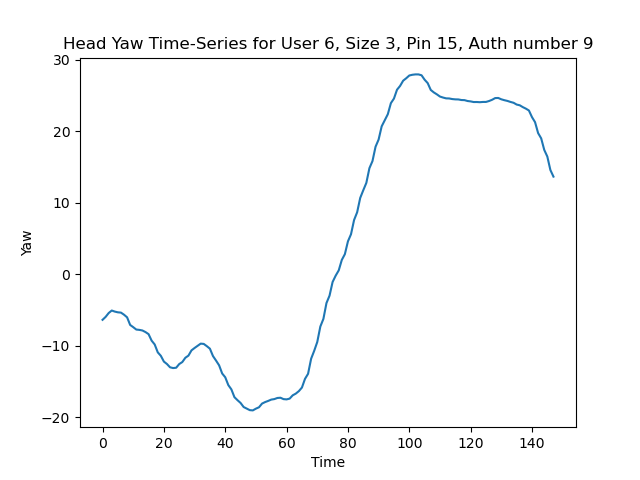 Head Yaw Time-Series for User 6, Size 3, Pin 15, Auth number 9
30
20
10
0
−10
−20
Yaw
0 20 40 60 80 100 120 140
Time